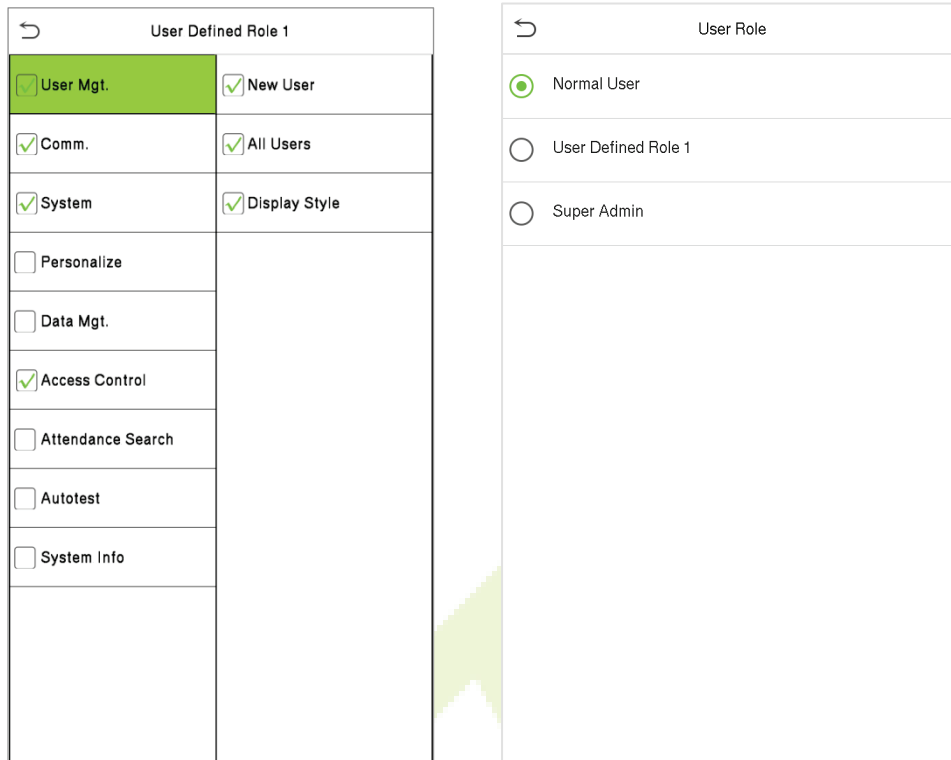 User Defined Role 1
User Mgt.
Comm.
System
Personalize
Data Mgt.
Access Control
Attendance Search
Autotest
System Info
New User
All Users
Display Style
User Role
Normal User
User Defined Role 1
Super Admin